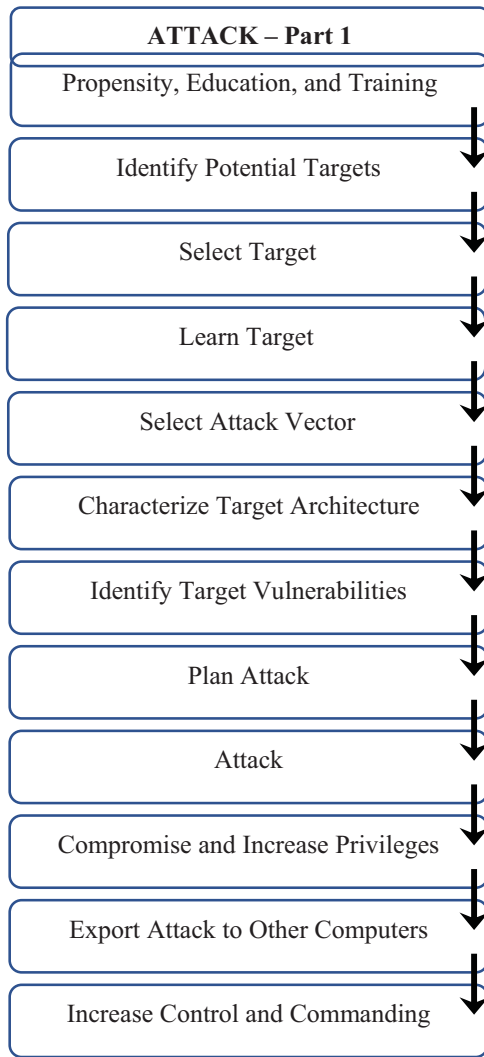 ATTACK – Part 1
Propensity, Education, and Training
Identify Potential Targets
Select Target
Learn Target
Select Attack Vector
Characterize Target Architecture
Identify Target Vulnerabilities
Plan Attack
Attack
Compromise and Increase Privileges
Export Attack to Other Computers
Increase Control and Commanding